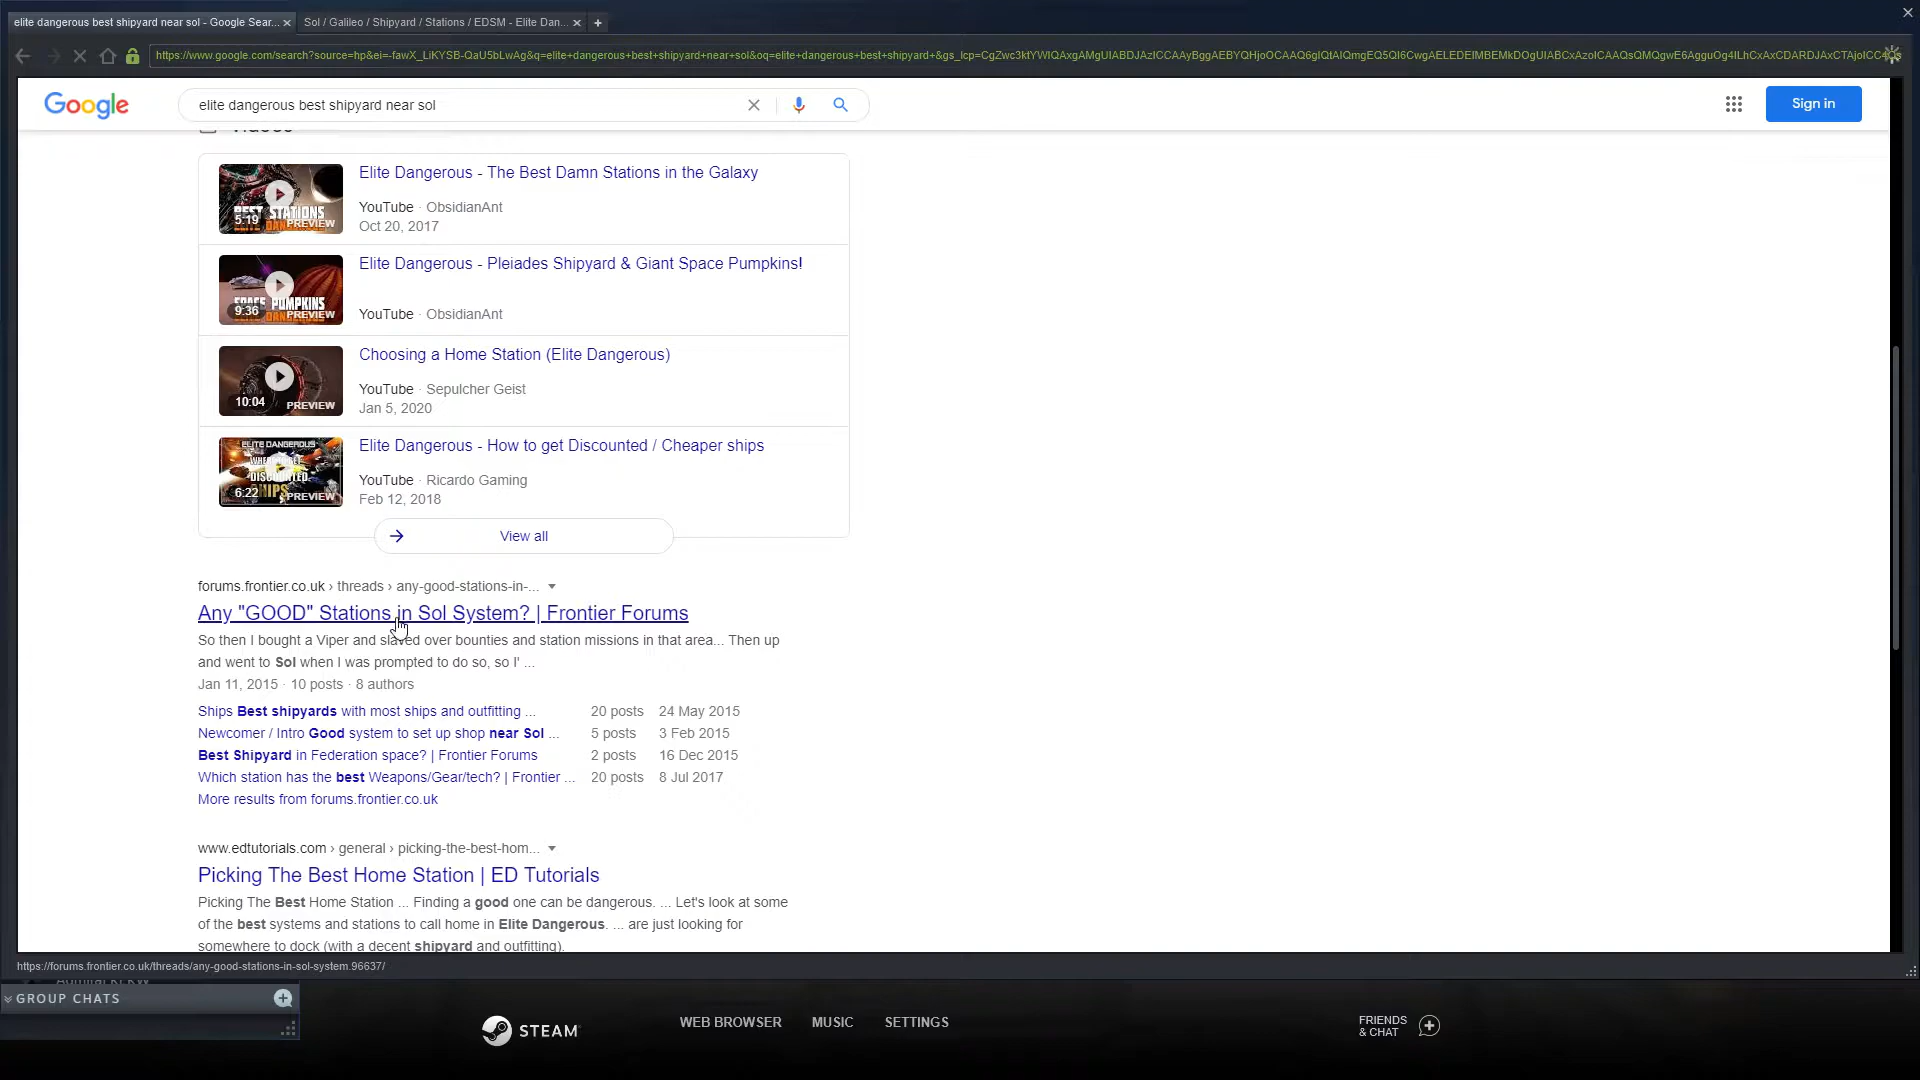 elite dangerous best shipyard near sol - Google Sear...
Sol / Galileo / Shipyard / Stations / EDSM - Elite Dan...
Google
elite dangerous best shipyard near sol
Sign in
Videos
5:19
BEST STATIONS
ELITE DANGEROUS
PREVIEW
Elite Dangerous - The Best Damn Stations in the Galaxy
YouTube · ObsidianAnt
Oct 20, 2017
9:36
SPACE PUMPKINS
ELITE DANGEROUS
PREVIEW
Elite Dangerous - Pleiades Shipyard & Giant Space Pumpkins!
YouTube · ObsidianAnt
10:04
PREVIEW
Choosing a Home Station (Elite Dangerous)
YouTube · Sepulcher Geist
Jan 5, 2020
ELITE DANGEROUS
DISCOUNTED
SHIPS
6:22
PREVIEW
Elite Dangerous - How to get Discounted / Cheaper ships
YouTube · Ricardo Gaming
Feb 12, 2018
View all
forums.frontier.co.uk › threads › any-good-stations-in-...
Any "GOOD" Stations in Sol System? | Frontier Forums
So then I bought a Viper and slaved over bounties and station missions in that area... Then up
and went to Sol when I was prompted to do so, so I' ...
Jan 11, 2015 · 10 posts · 8 authors
Ships Best shipyards with most ships and outfitting ... 20 posts 24 May 2015
Newcomer / Intro Good system to set up shop near Sol ... 5 posts 3 Feb 2015
Best Shipyard in Federation space? | Frontier Forums 2 posts 16 Dec 2015
Which station has the best Weapons/Gear/tech? | Frontier ... 20 posts 8 Jul 2017
More results from forums.frontier.co.uk
www.edtutorials.com › general › picking-the-best-hom...
Picking The Best Home Station | ED Tutorials
Picking The Best Home Station ... Finding a good one can be dangerous. ... Let's look at some
of the best systems and stations to call home in Elite Dangerous. ... are just looking for
somewhere to dock (with a decent shipyard and outfitting).
https://forums.frontier.co.uk/threads/any-good-stations-in-sol-system.96637/
GROUP CHATS
STEAM
WEB BROWSER
MUSIC
SETTINGS
FRIENDS
& CHAT